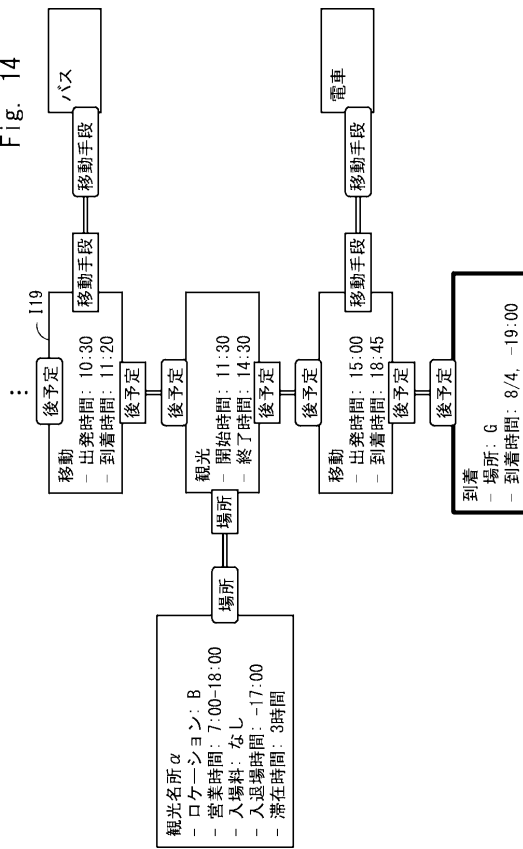 Fig. 14
⋮
後予定
I19
移動
- 出発時間: 10:30
- 到着時間: 11:20
移動手段
移動手段
バス
後予定
後予定
観光名所α
- ロケーション: B
- 営業時間: 7:00-18:00
- 入場料: なし
- 入退場時間: -17:00
- 滞在時間: 3時間
場所
場所
観光
- 開始時間: 11:30
- 終了時間: 14:30
後予定
後予定
移動
- 出発時間: 15:00
- 到着時間: 18:45
移動手段
移動手段
電車
後予定
後予定
到着
- 場所: G
- 到着時間: 8/4, -19:00